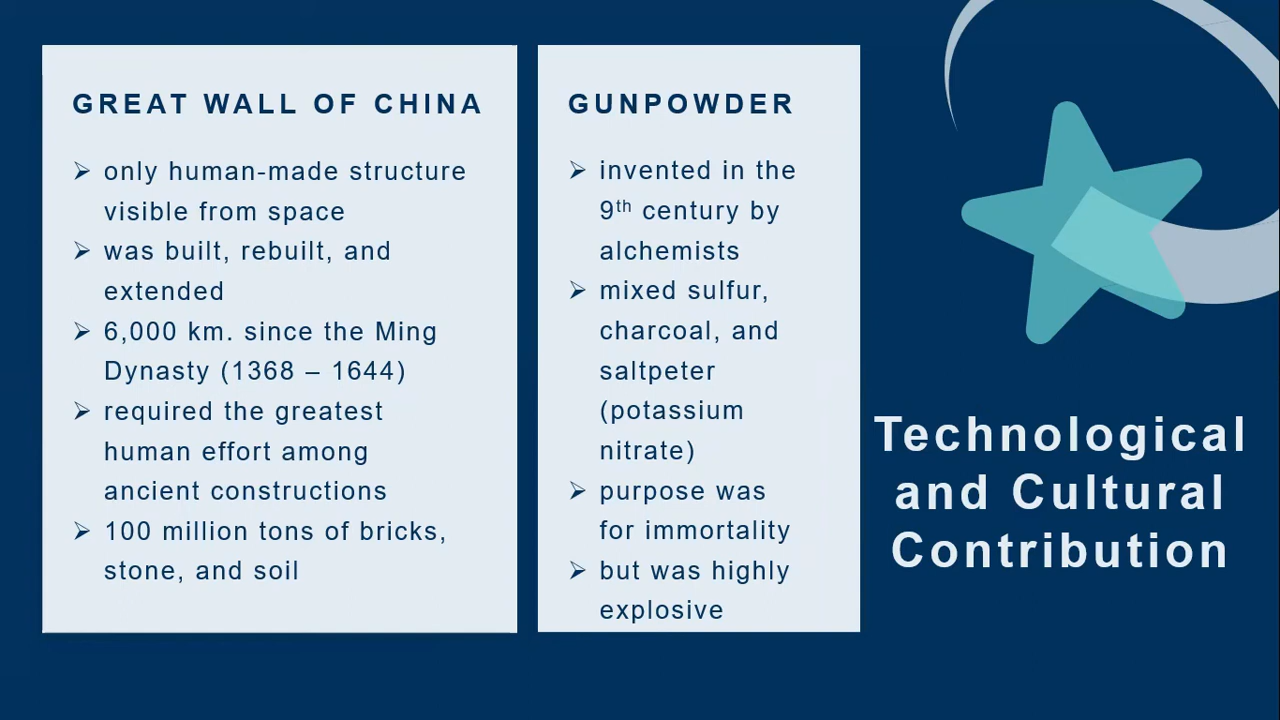 GREAT WALL OF CHINA
➢ only human-made structure
visible from space
➢ was built, rebuilt, and
extended
➢ 6,000 km. since the Ming
Dynasty (1368 – 1644)
➢ required the greatest
human effort among
ancient constructions
➢ 100 million tons of bricks,
stone, and soil
GUNPOWDER
➢ invented in the
9th century by
alchemists
➢ mixed sulfur,
charcoal, and
saltpeter
(potassium
nitrate)
➢ purpose was
for immortality
➢ but was highly
explosive
Technological
and Cultural
Contribution